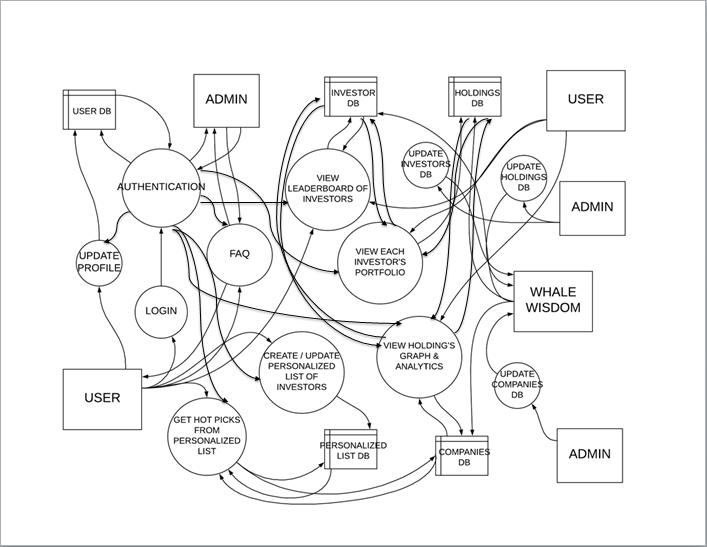 USER DB
ADMIN
INVESTOR
DB
HOLDINGS
DB
USER
AUTHENTICATION
VIEW
LEADERBOARD OF
INVESTORS
UPDATE
INVESTORS
DB
UPDATE
HOLDINGS
DB
ADMIN
UPDATE
PROFILE
FAQ
VIEW EACH
INVESTOR'S
PORTFOLIO
WHALE
WISDOM
LOGIN
CREATE / UPDATE
PERSONALIZED
LIST OF
INVESTORS
VIEW HOLDING'S
GRAPH &
ANALYTICS
UPDATE
COMPANIES
DB
USER
GET HOT PICKS
FROM
PERSONALIZED
LIST
PERSONALIZED
LIST DB
COMPANIES
DB
ADMIN